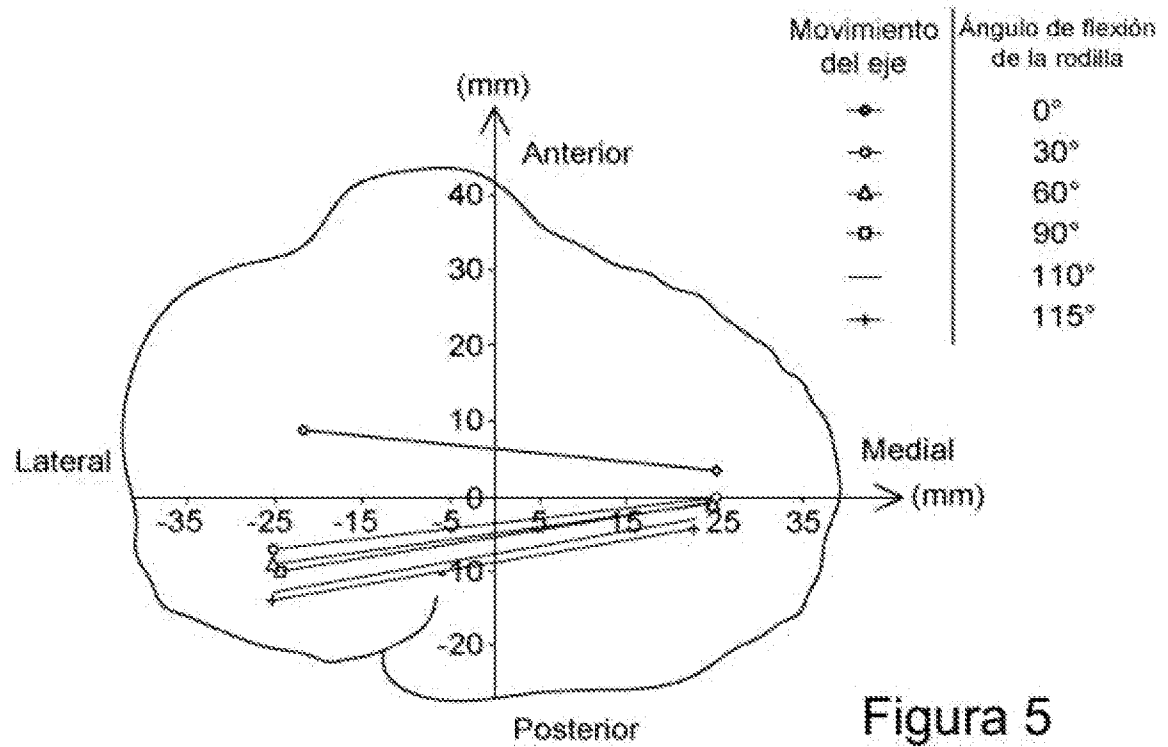 Movimiento del eje
Ángulo de flexión de la rodilla
0°
30°
60°
90°
110°
115°
(mm)
Anterior
40
30
20
10
0
-10
-20
Lateral
Medial
(mm)
-35 -25 -15 -5 5 15 25 35
Posterior
Figura 5